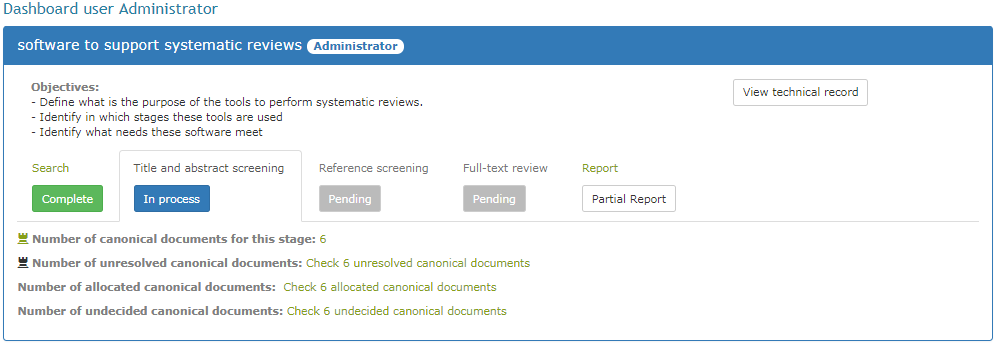 Dashboard user Administrator
software to support systematic reviews Administrator
Objectives:
- Define what is the purpose of the tools to perform systematic reviews.
- Identify in which stages these tools are used
- Identify what needs these software meet
View technical record
Search Title and abstract screening Reference screening Full-text review Report
Complete In process Pending Pending Partial Report
Number of canonical documents for this stage: 6
Number of unresolved canonical documents: Check 6 unresolved canonical documents
Number of allocated canonical documents: Check 6 allocated canonical documents
Number of undecided canonical documents: Check 6 undecided canonical documents